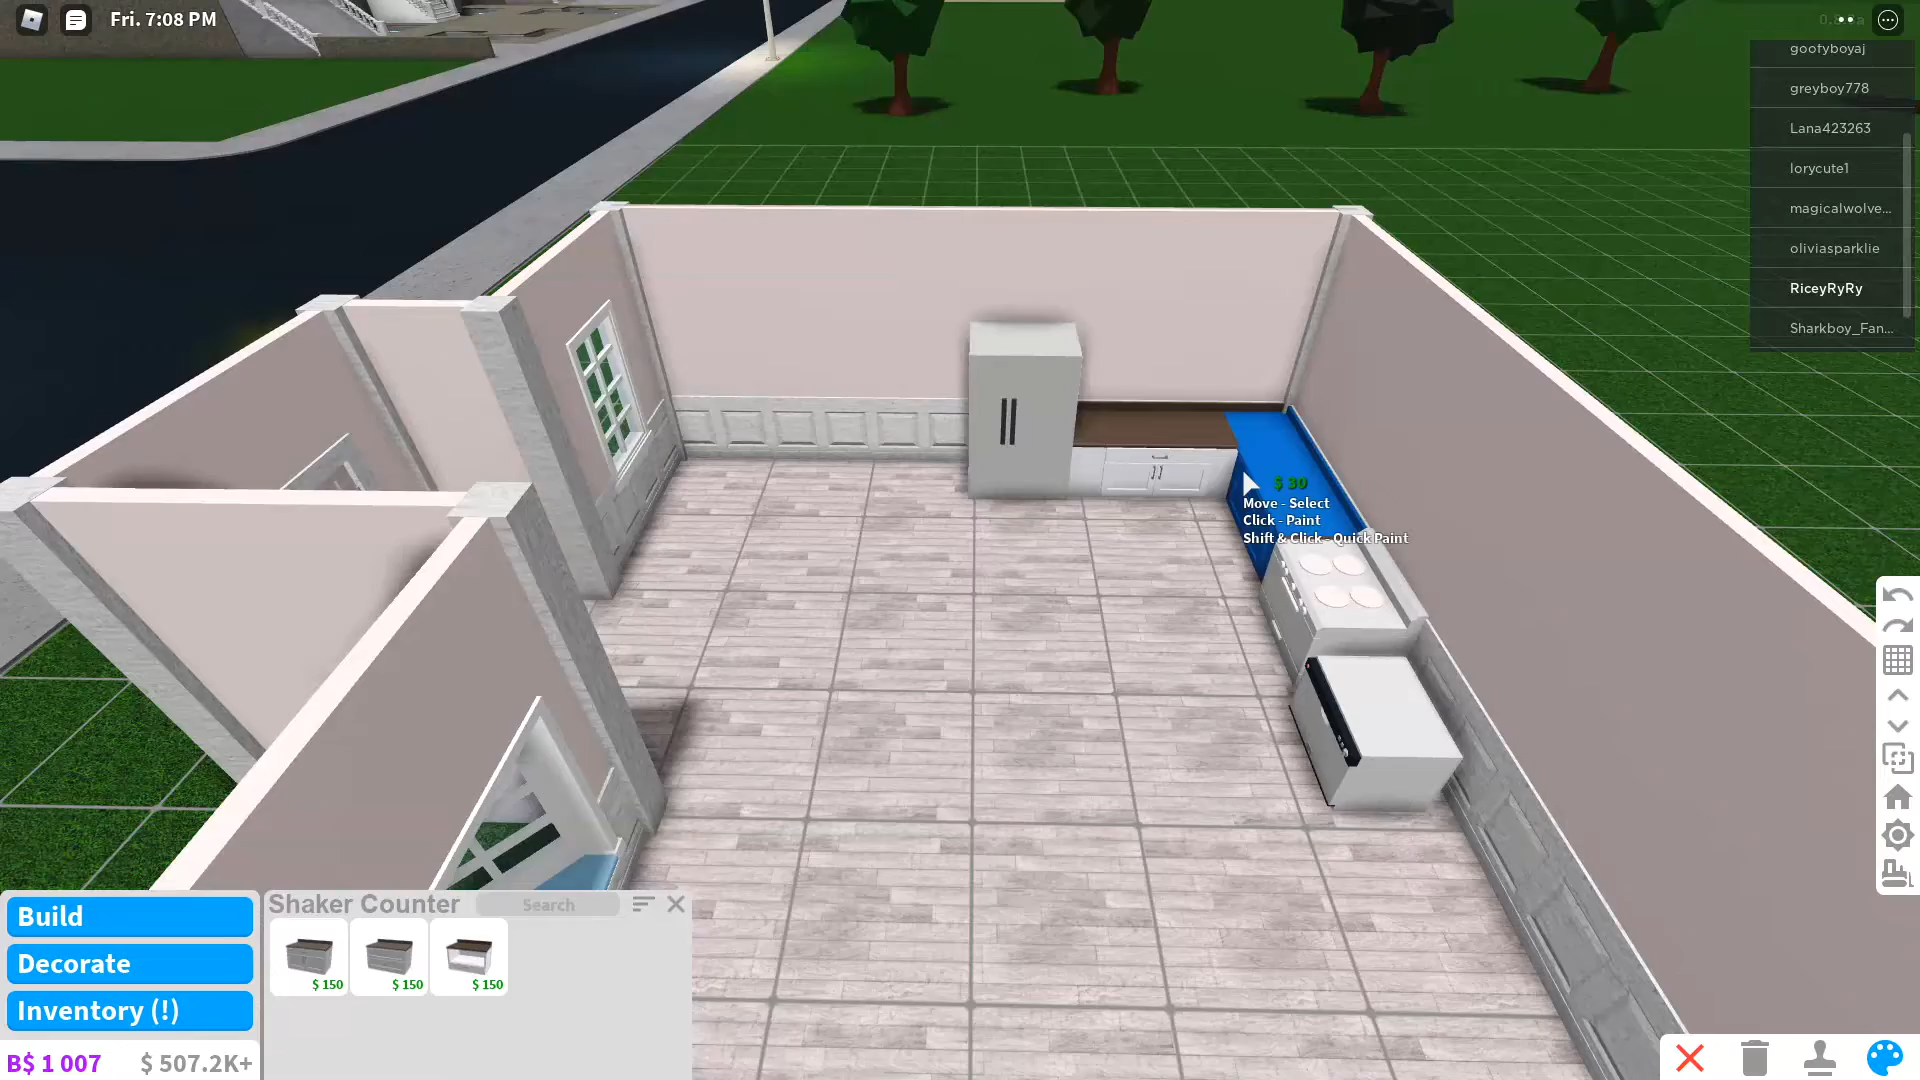 Fri. 7:08 PM
goofyboyaj
greyboy778
Lana423263
lorycute1
magicalwolve...
oliviasparklie
RiceyRyRy
Sharkboy_Fan...
$ 30
Move - Select
Click - Paint
Shift & Click - Quick Paint
Build
Decorate
Inventory (!)
B$ 1 007
$ 507.2K+
Shaker Counter
Search
$ 150
$ 150
$ 150